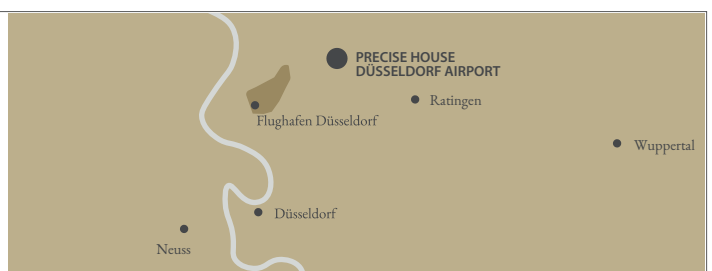 PRECISE HOUSE
DÜSSELDORF AIRPORT
Ratingen
Flughafen Düsseldorf
Wuppertal
Düsseldorf
Neuss